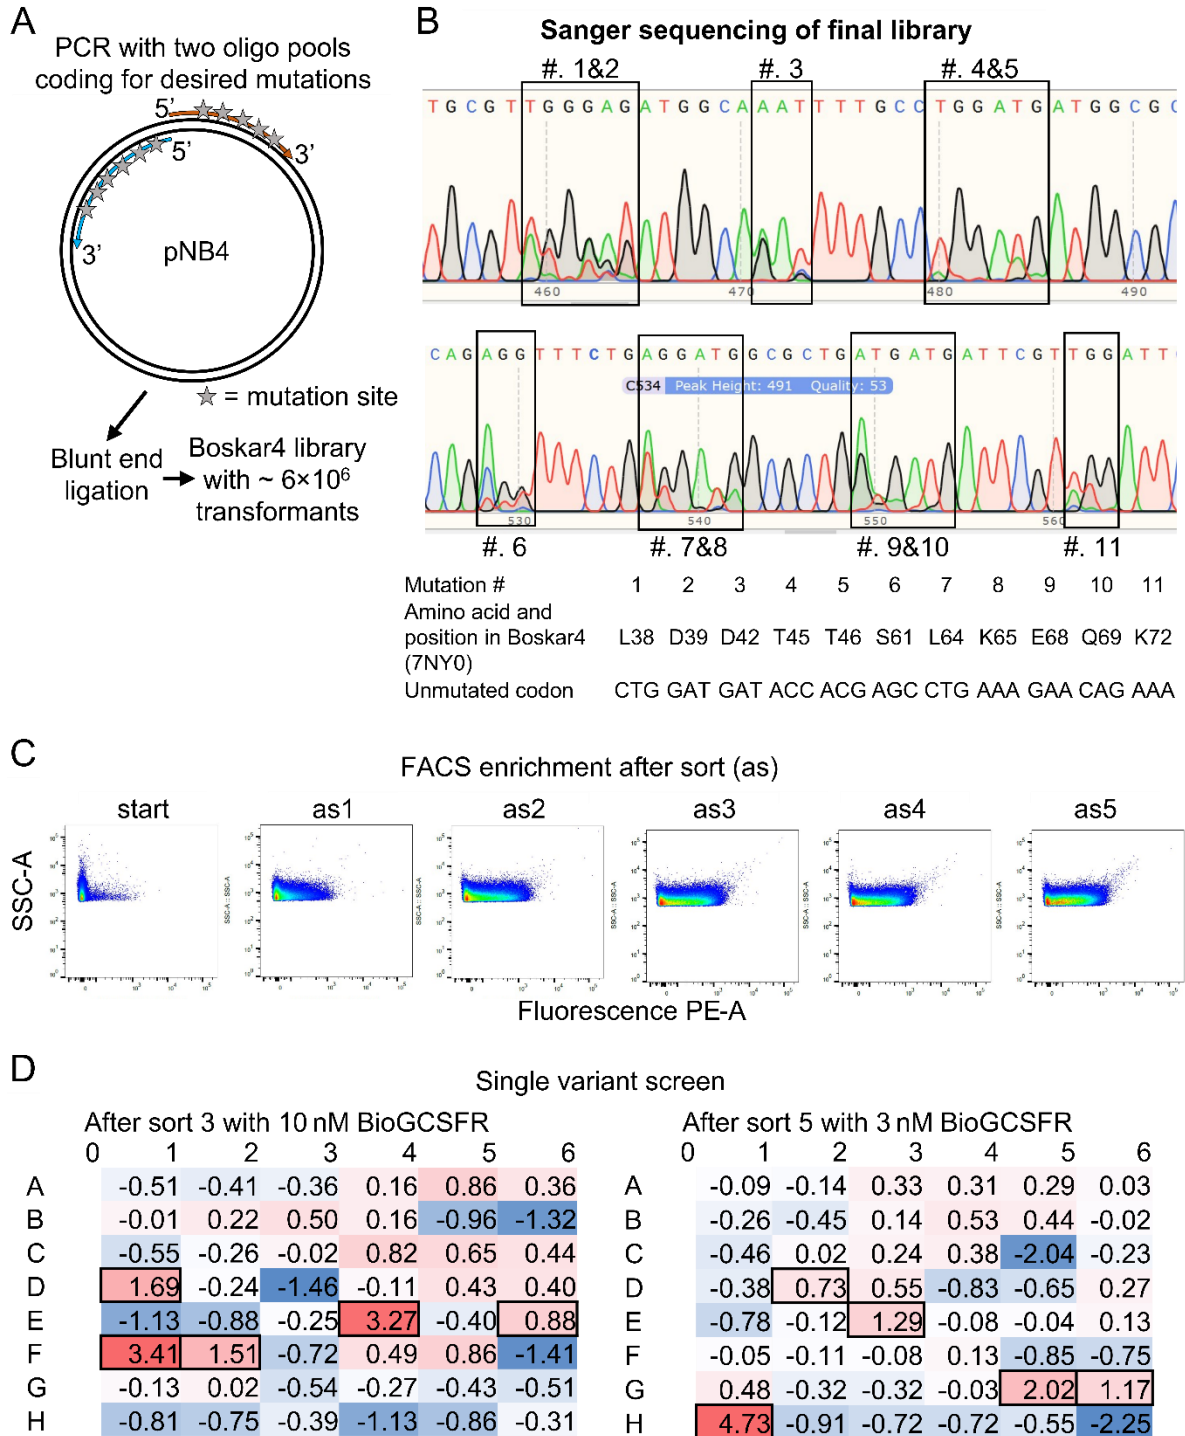 A
PCR with two oligo pools
coding for desired mutations
5'
5'
3'
3'
pNB4
= mutation site
Blunt end
ligation
Boskar4 library
with ~ 6×10⁶
transformants
B
Sanger sequencing of final library
#. 1&2 #. 3 #. 4&5
T G C G T T G G G A G A T G G C A A A T T T G C C T G G A T G A T G G C G C
460 470 480 490
C A G A G G T T T C T G A G G A T G G C G C T G A T G A T G A T T C G T T G G A T T
C534 Peak Height: 491 Quality: 53
530 540 550 560
#. 6 #. 7&8 #. 9&10 #. 11
Mutation # 1 2 3 4 5 6 7 8 9 10 11
Amino acid and
position in Boskar4 L38 D39 D42 T45 T46 S61 L64 K65 E68 Q69 K72
(7NY0)
Unmutated codon CTG GAT GAT ACC ACG AGC CTG AAA GAA CAG AAA
C
FACS enrichment after sort (as)
start as1 as2 as3 as4 as5
SSC-A
SSC-A :: SSC-A
SSC-A :: SSC-A
SSC-A :: SSC-A
SSC-A :: SSC-A
SSC-A :: SSC-A
Fluorescence PE-A
D
Single variant screen
After sort 3 with 10 nM BioGCSFR
0 1 2 3 4 5 6
A -0.51 -0.41 -0.36 0.16 0.86 0.36
B -0.01 0.22 0.50 0.16 -0.96 -1.32
C -0.55 -0.26 -0.02 0.82 0.65 0.44
D 1.69 -0.24 -1.46 -0.11 0.43 0.40
E -1.13 -0.88 -0.25 3.27 -0.40 0.88
F 3.41 1.51 -0.72 0.49 0.86 -1.41
G -0.13 0.02 -0.54 -0.27 -0.43 -0.51
H -0.81 -0.75 -0.39 -1.13 -0.86 -0.31
After sort 5 with 3 nM BioGCSFR
0 1 2 3 4 5 6
A -0.09 -0.14 0.33 0.31 0.29 0.03
B -0.26 -0.45 0.14 0.53 0.44 -0.02
C -0.46 0.02 0.24 0.38 -2.04 -0.23
D -0.38 0.73 0.55 -0.83 -0.65 0.27
E -0.78 -0.12 1.29 -0.08 -0.04 0.13
F -0.05 -0.11 -0.08 0.13 -0.85 -0.75
G 0.48 -0.32 -0.32 -0.03 2.02 1.17
H 4.73 -0.91 -0.72 -0.72 -0.55 -2.25